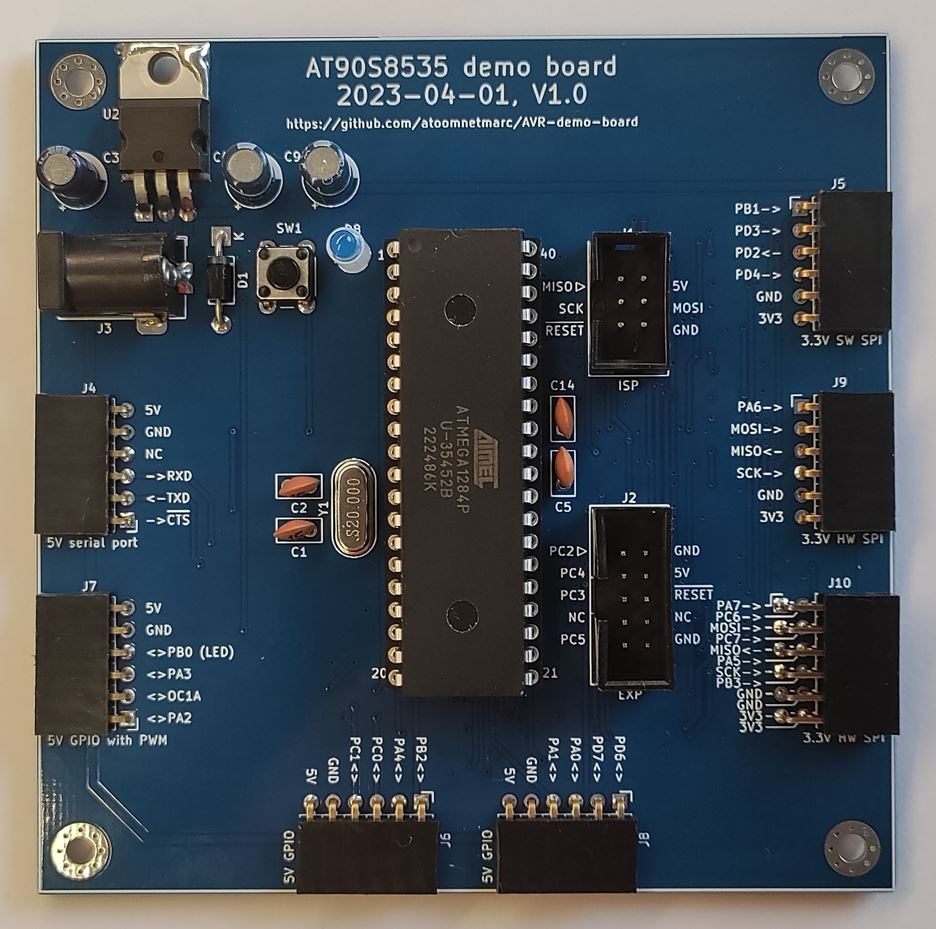 AT90S8535 demo board
2023-04-01, V1.0
https://github.com/atoomnetmarc/AVR-demo-board
U2
C3
C9
SW1
K
D1
J3
1
40
20
21
MISO▷
SCK
RESET
5V
MOSI
GND
ISP
J5
PB1->
PD3->
PD2<-
PD4->
GND
3V3
3.3V SW SPI
J4
5V
GND
NC
->RXD
<-TXD
->CTS
5V serial port
C2
C1
Y1
S20.000
ATMEL
ATMEGA1284P
U-35452B
222486K
C14
C5
J9
PA6->
MOSI->
MISO<-
SCK->
GND
3V3
3.3V HW SPI
J2
PC2▷
PC4
PC3
NC
PC5
GND
5V
RESET
NC
GND
EXP
J7
5V
GND
<>PB0 (LED)
<>PA3
<>OC1A
<>PA2
5V GPIO with PWM
J10
PA7->
PC6->
MOSI->
PC7->
MISO<-
PA5->
SCK->
PB3->
GND
GND
3V3
3V3
3.3V HW SPI
5V
GND
PC1<>
PC0<>
PA4<>
PB2<>
5V GPIO
J6
5V
GND
PA1<>
PA0<>
PD7<>
PD6<>
5V GPIO
J8